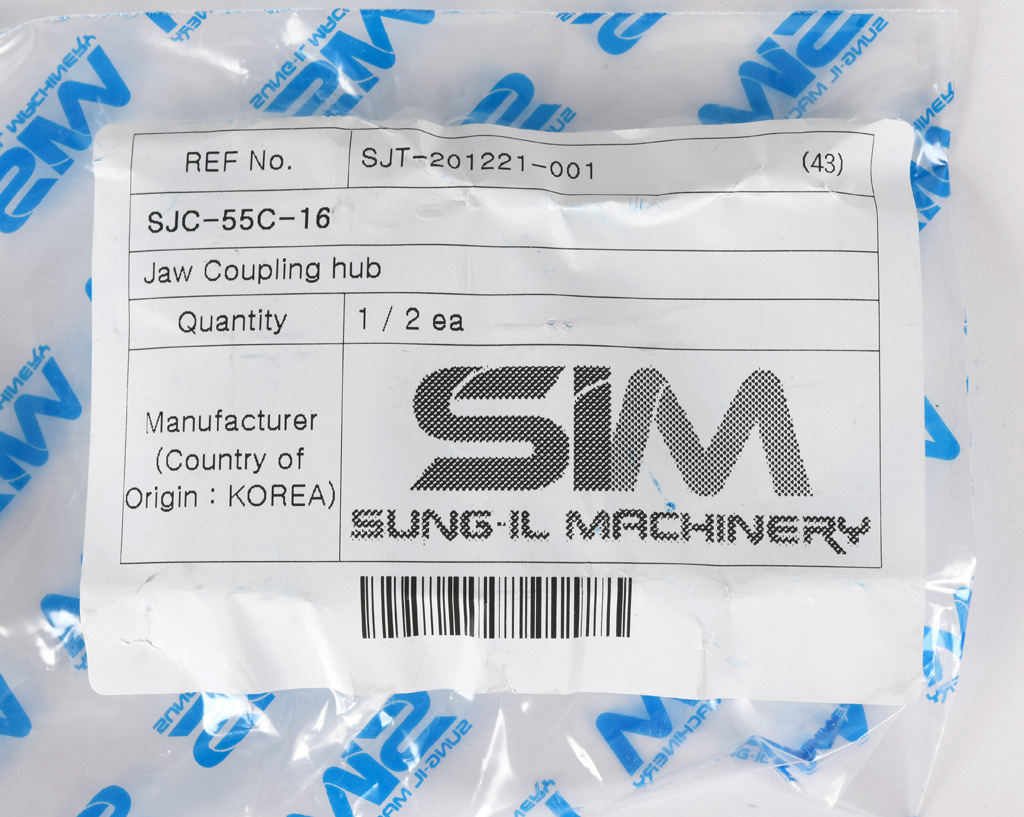 REF No. SJT-201221-001 (43)
SJC-55C-16
Jaw Coupling hub
Quantity 1 / 2 ea
Manufacturer
(Country of
Origin : KOREA)
SIM
SUNG-IL MACHINERY